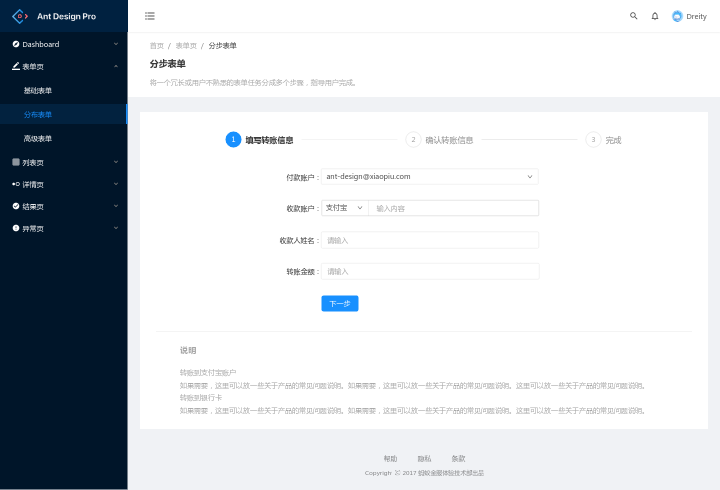 Ant Design Pro
Dreity
Dashboard
表单页
基础表单
分布表单
高级表单
列表页
详情页
结果页
异常页
首页 / 表单页 / 分步表单
分步表单
将一个冗长或用户不熟悉的表单任务分成多个步骤，指导用户完成。
1 填写转账信息
2 确认转账信息
3 完成
付款账户： ant-design@xiaopiu.com
收款账户： 支付宝 输入内容
收款人姓名： 请输入
转账金额： 请输入
下一步
说明
转账到支付宝账户
如果需要，这里可以放一些关于产品的常见问题说明。如果需要，这里可以放一些关于产品的常见问题说明。这里可以放一些关于产品的常见问题说明。
转账到银行卡
如果需要，这里可以放一些关于产品的常见问题说明。如果需要，这里可以放一些关于产品的常见问题说明。这里可以放一些关于产品的常见问题说明。
帮助 隐私 条款
Copyright © 2017 蚂蚁金服体验技术部出品